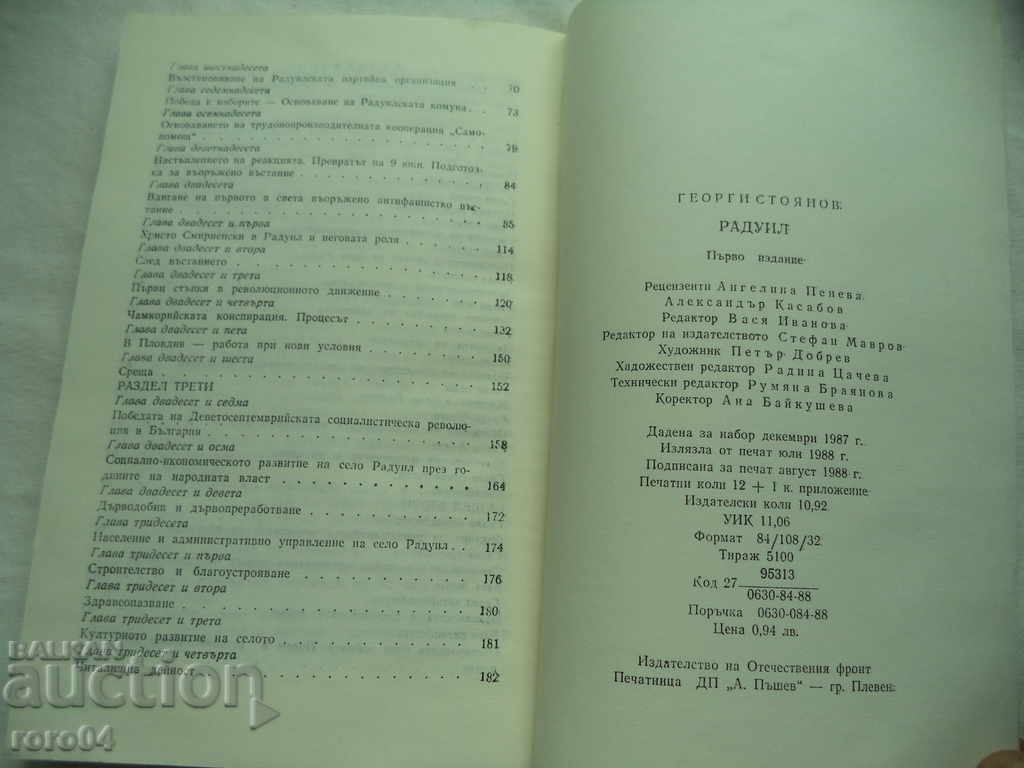 Глава шестнадесета
Възстановяване на Радуилската партийна организация . . 70
Глава седемнадесета
Победа в изборите — Основаване на Радуилската комуна . 73
Глава осемнадесета
Основаването на трудовопроизводителната кооперация „Само-
помощ“ . . . 79
Глава деветнадесета
Настъплението на реакцията. Превратът на 9 юни. Подготов-
ка за въоръжено въстание . . . 84
Глава двадесета
Вдигане на първото в света въоръжено антифашистко въс-
тание . . . 85
Глава двадесет и първа
Христо Смирненски в Радуил и неговата роля . . . 114
Глава двадесет и втора
След въстанието . . . 118
Глава двадесет и трета
Първи стъпки в революционното движение . . . 120
Глава двадесет и четвърта
Чамкорийската конспирация. Процесът . . . 132
Глава двадесет и пета
В Пловдив — работа при нови условия . . . 150
Глава двадесет и шеста
Среща . . . 152
РАЗДЕЛ ТРЕТИ
Глава двадесет и седма
Победата на Деветосептемврийската социалистическа револю-
ция в България . . . 158
Глава двадесет и осма
Социално-икономическото развитие на село Радуил през го-
дините на народната власт . . . 164
Глава двадесет и девета
Дърводобив и дървопреработване . . . 172
Глава тридесета
Население и административно управление на село Радуил . . 174
Глава тридесет и първа
Строителство и благоустрояване . . . 176
Глава тридесет и втора
Здравеопазване . . . 180
Глава тридесет и трета
Културното развитие на селото . . . 181
Глава тридесет и четвърта
Читалищна дейност . . . 182
БАЛКАН
auction
roro04
ГЕОРГИ СТОЯНОВ
РАДУИЛ
Първо издание
Рецензенти Ангелина Пенева
Александър Касабов
Редактор Вася Иванова
Редактор на издателството Стефан Мавров
Художник Петър Добрев
Художествен редактор Радина Цачева
Технически редактор Румяна Браянова
Коректор Ана Байкушева
Дадена за набор декември 1987 г.
Излязла от печат юли 1988 г.
Подписана за печат август 1988 г.
Печатни коли 12 + 1 к. приложение
Издателски коли 10,92
УИК 11,06
Формат 84/108/32
Тираж 5100
95313
Код 27
0630-84-88
Поръчка 0630-084-88
Цена 0,94 лв.
Издателство на Отечествения фронт
Печатница ДП „А. Пъшев“ — гр. Плевен